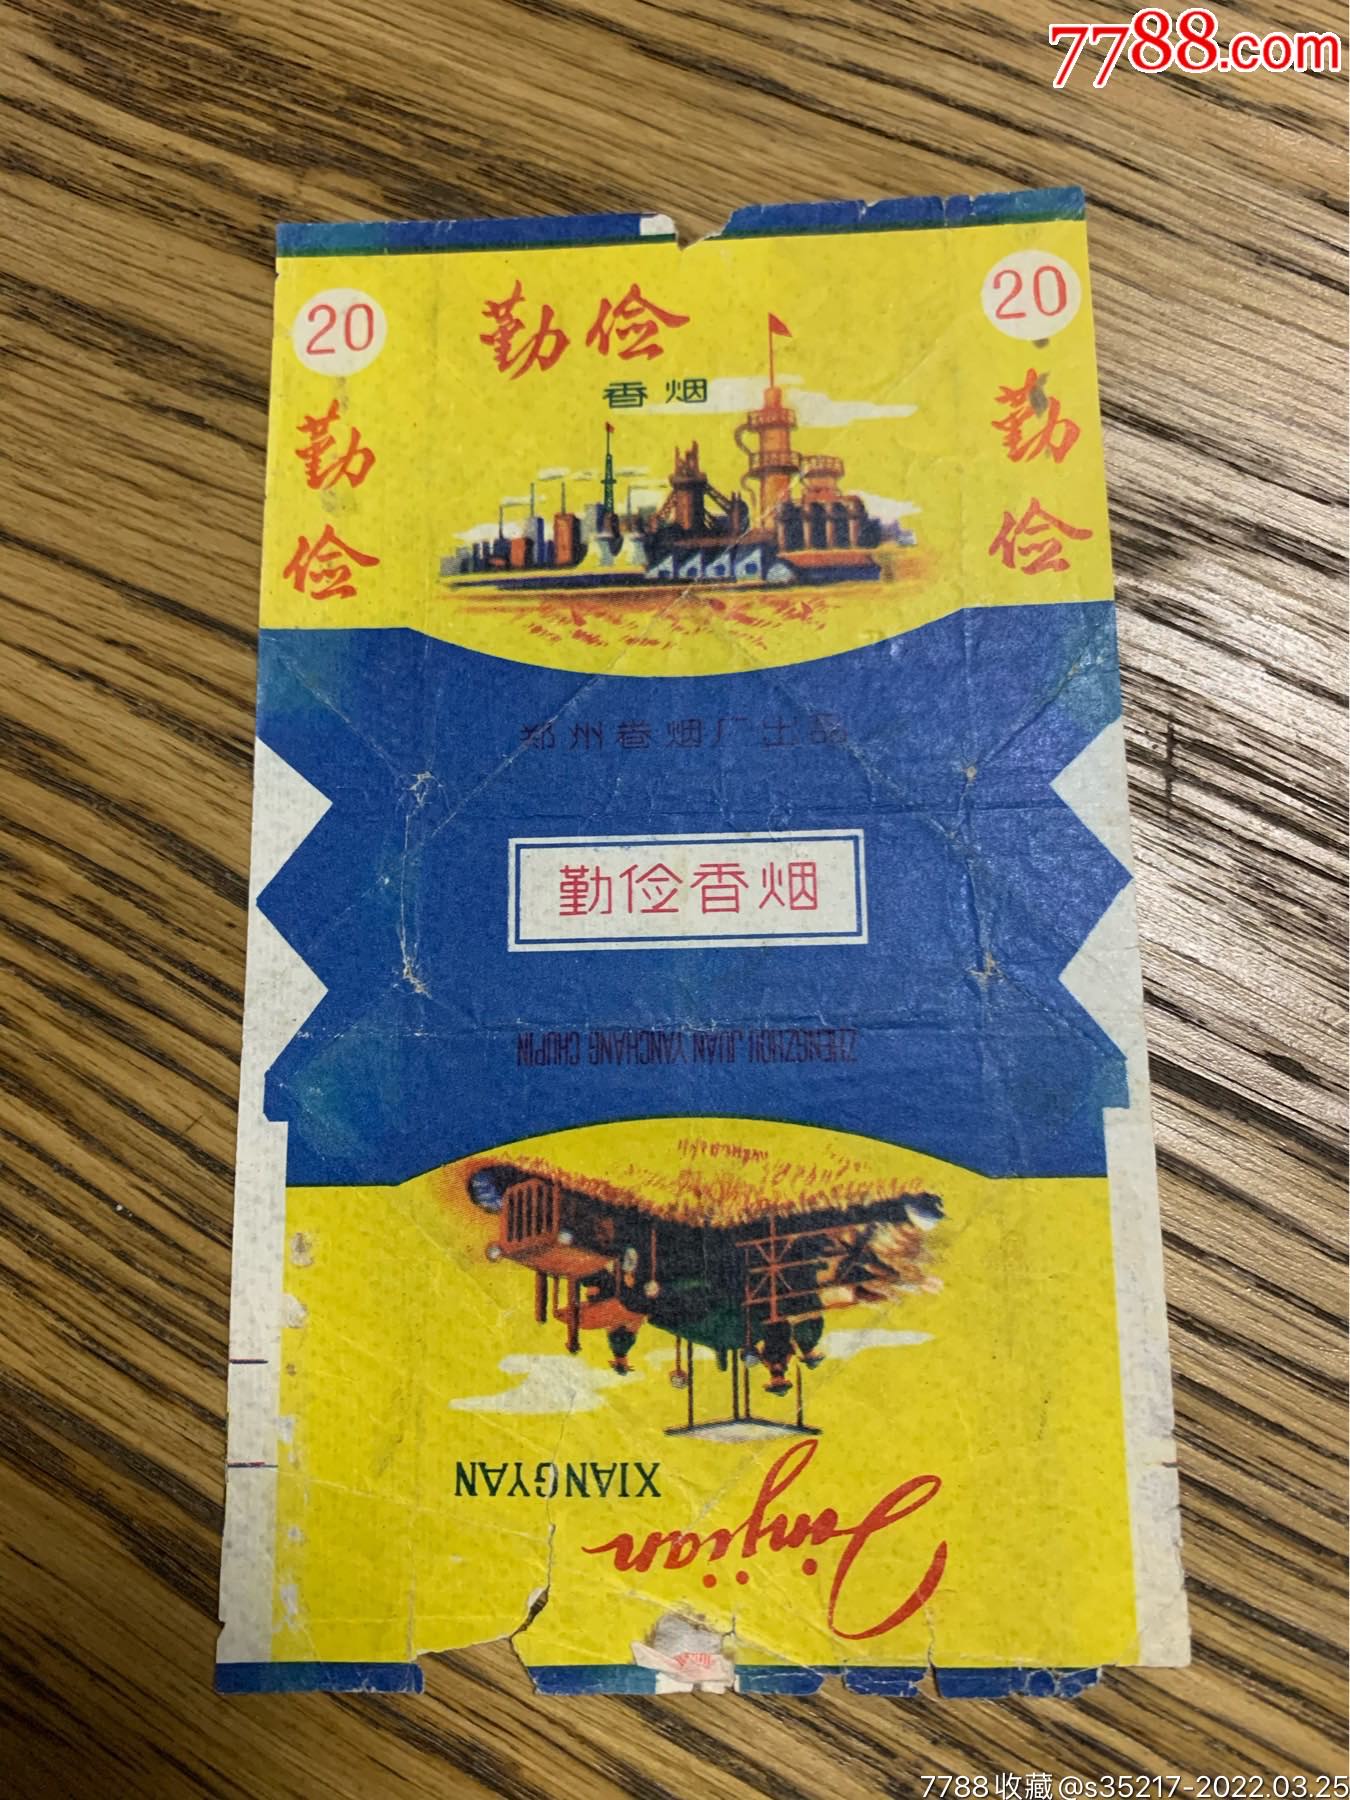 7788.com
20
20
勤俭
香烟
勤俭
勤俭
郑州卷烟厂出品
勤俭香烟
ZHENGZHOU JUAN YANCHANG CHUPIN
XIANGYAN
Qinjian
7788收藏@s35217-2022.03.25